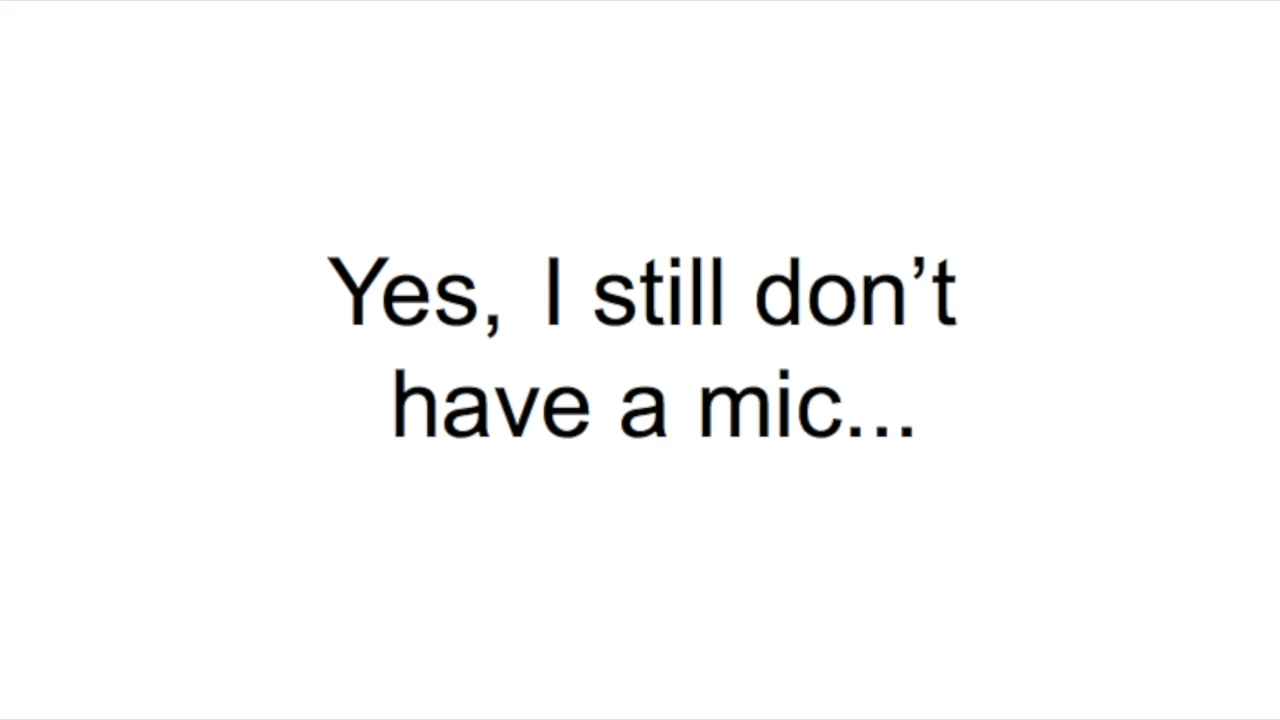 Yes, I still don’t
have a mic...